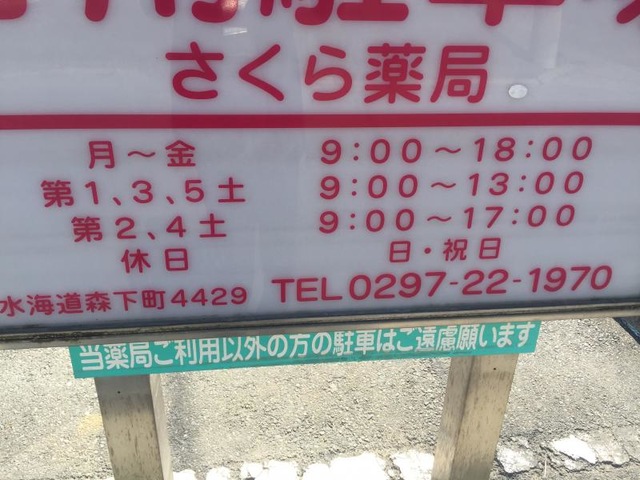 駐車
さくら薬局
月～金 9:00～18:00
第1、3、5土 9:00～13:00
第2、4土 9:00～17:00
休日 日・祝日
水海道森下町4429 TEL0297-22-1970
当薬局ご利用以外の方の駐車はご遠慮願います